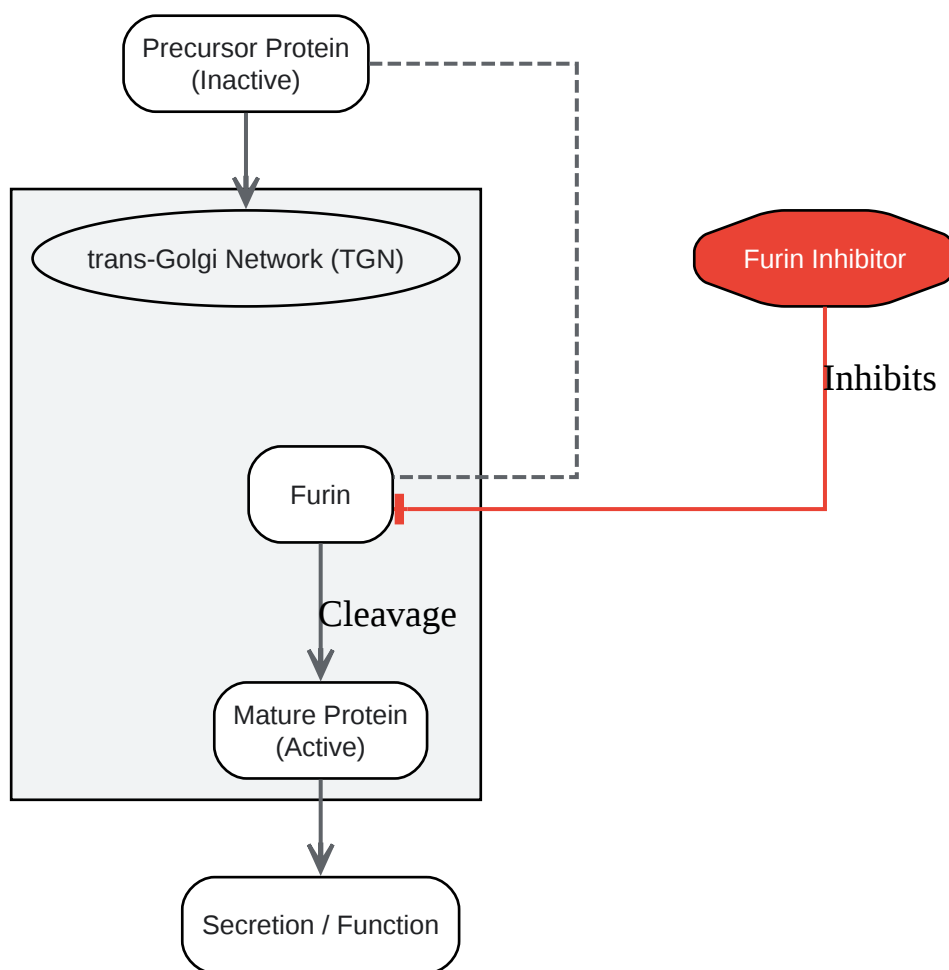 Precursor Protein
(Inactive)
trans-Golgi Network (TGN)
Furin Inhibitor
Inhibits
Furin
Cleavage
Mature Protein
(Active)
Secretion / Function